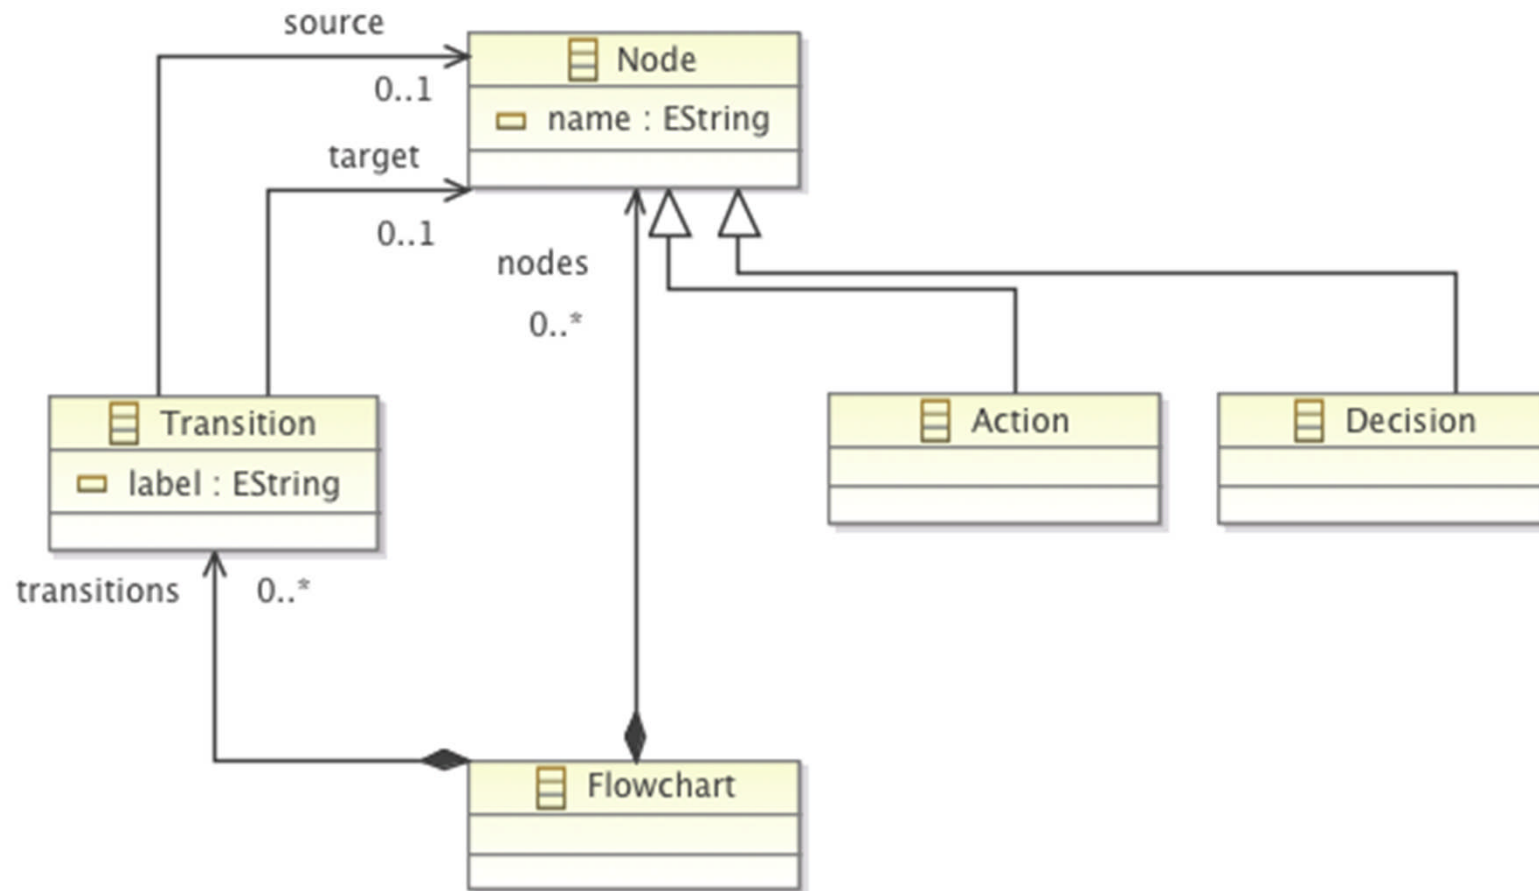 source
Node
0..1
name : EString
target
0..1
nodes
0..*
Transition
Action
Decision
label : EString
transitions
0..*
Flowchart